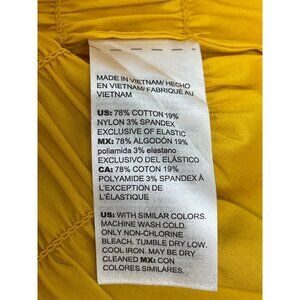 MADE IN VIETNAM/ HECHO
EN VIETNAM/ FABRIQUÉ AU
VIETNAM
US: 78% COTTON 19%
NYLON 3% SPANDEX
EXCLUSIVE OF ELASTIC
MX: 78% ALGODÓN 19%
poliamida 3% elastano
EXCLUSIVO DEL ELÁSTICO
CA: 78% COTON 19%
POLYAMIDE 3% SPANDEX À
L'EXCEPTION DE
L'ÉLASTIQUE
US: WITH SIMILAR COLORS.
MACHINE WASH COLD.
ONLY NON-CHLORINE
BLEACH, TUMBLE DRY LOW.
COOL IRON. MAY BE DRY
CLEANED MX: CON
COLORES SIMILARES.